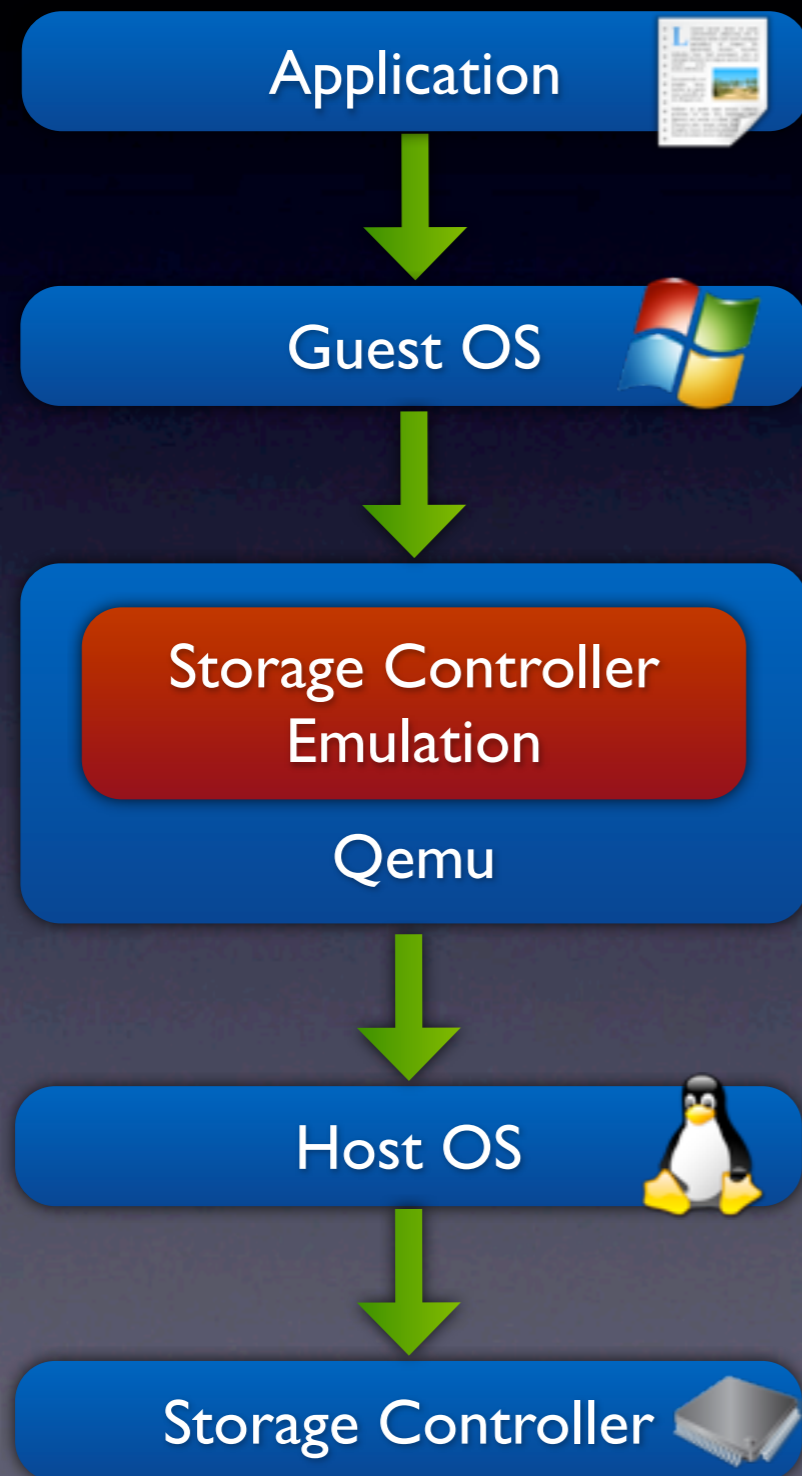 Application
Guest OS
Storage Controller
Emulation
Qemu
Host OS
Storage Controller